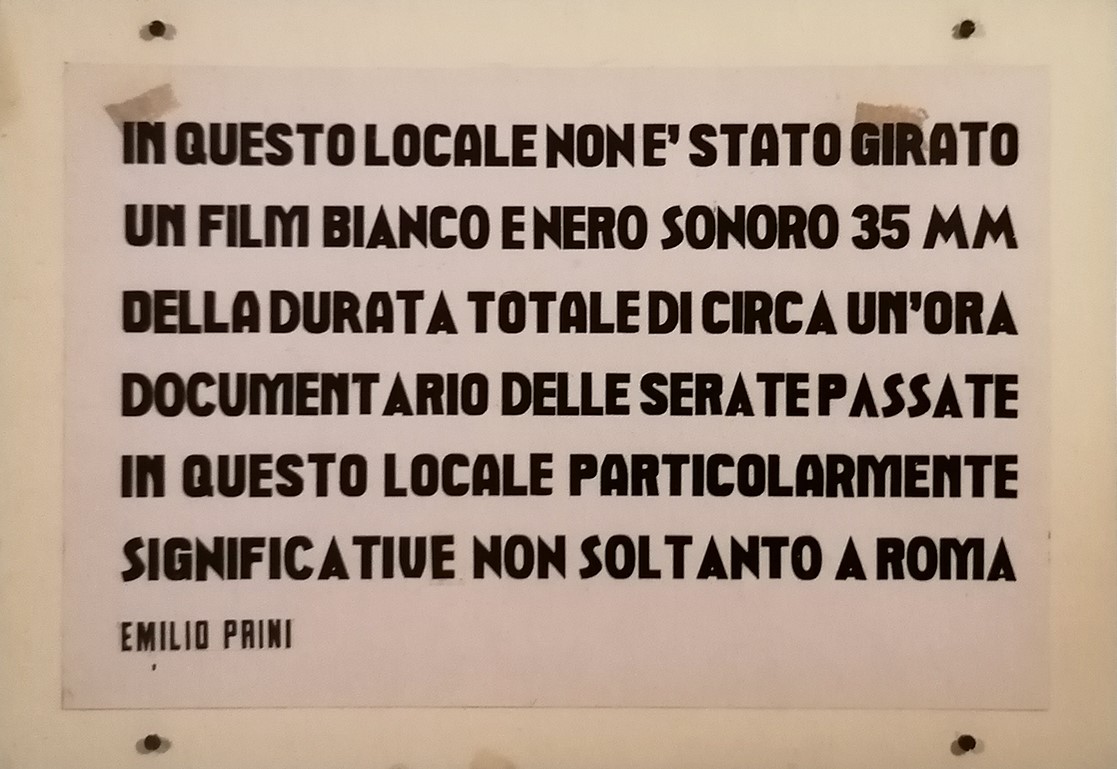 IN QUESTO LOCALE NON E' STATO GIRATO
UN FILM BIANCO E NERO SONORO 35 MM
DELLA DURATA TOTALE DI CIRCA UN'ORA
DOCUMENTARIO DELLE SERATE PASSATE
IN QUESTO LOCALE PARTICOLARMENTE
SIGNIFICATIVE NON SOLTANTO A ROMA
EMILIO PRINI